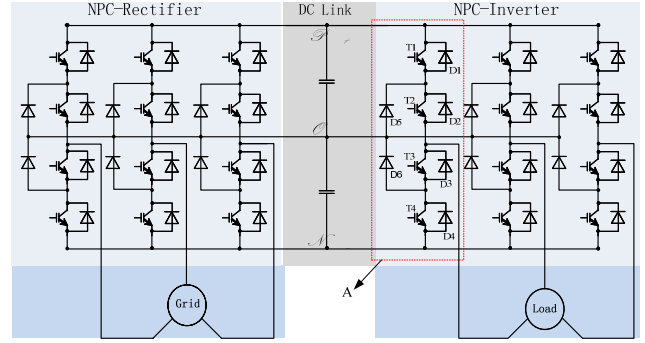 NPC-Rectifier
DC Link
NPC-Inverter
P
T1
D1
T2
D5
D2
O
T3
D6
D3
T4
D4
N
A
Grid
Load